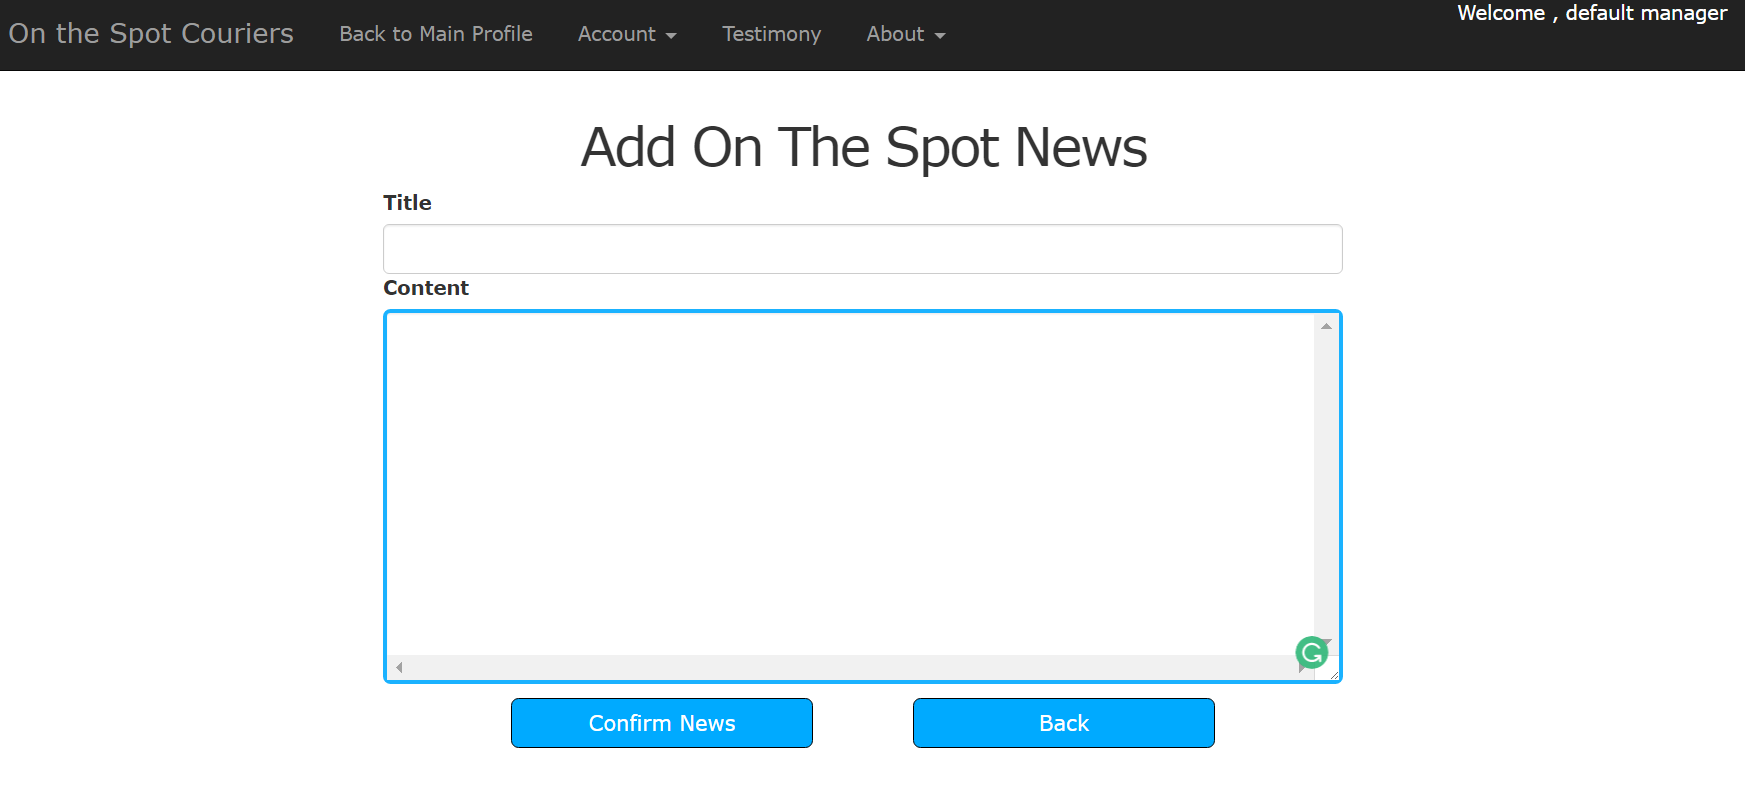 Welcome , default manager
On the Spot Couriers Back to Main Profile Account Testimony About
Add On The Spot News
Title
Content
Confirm News Back